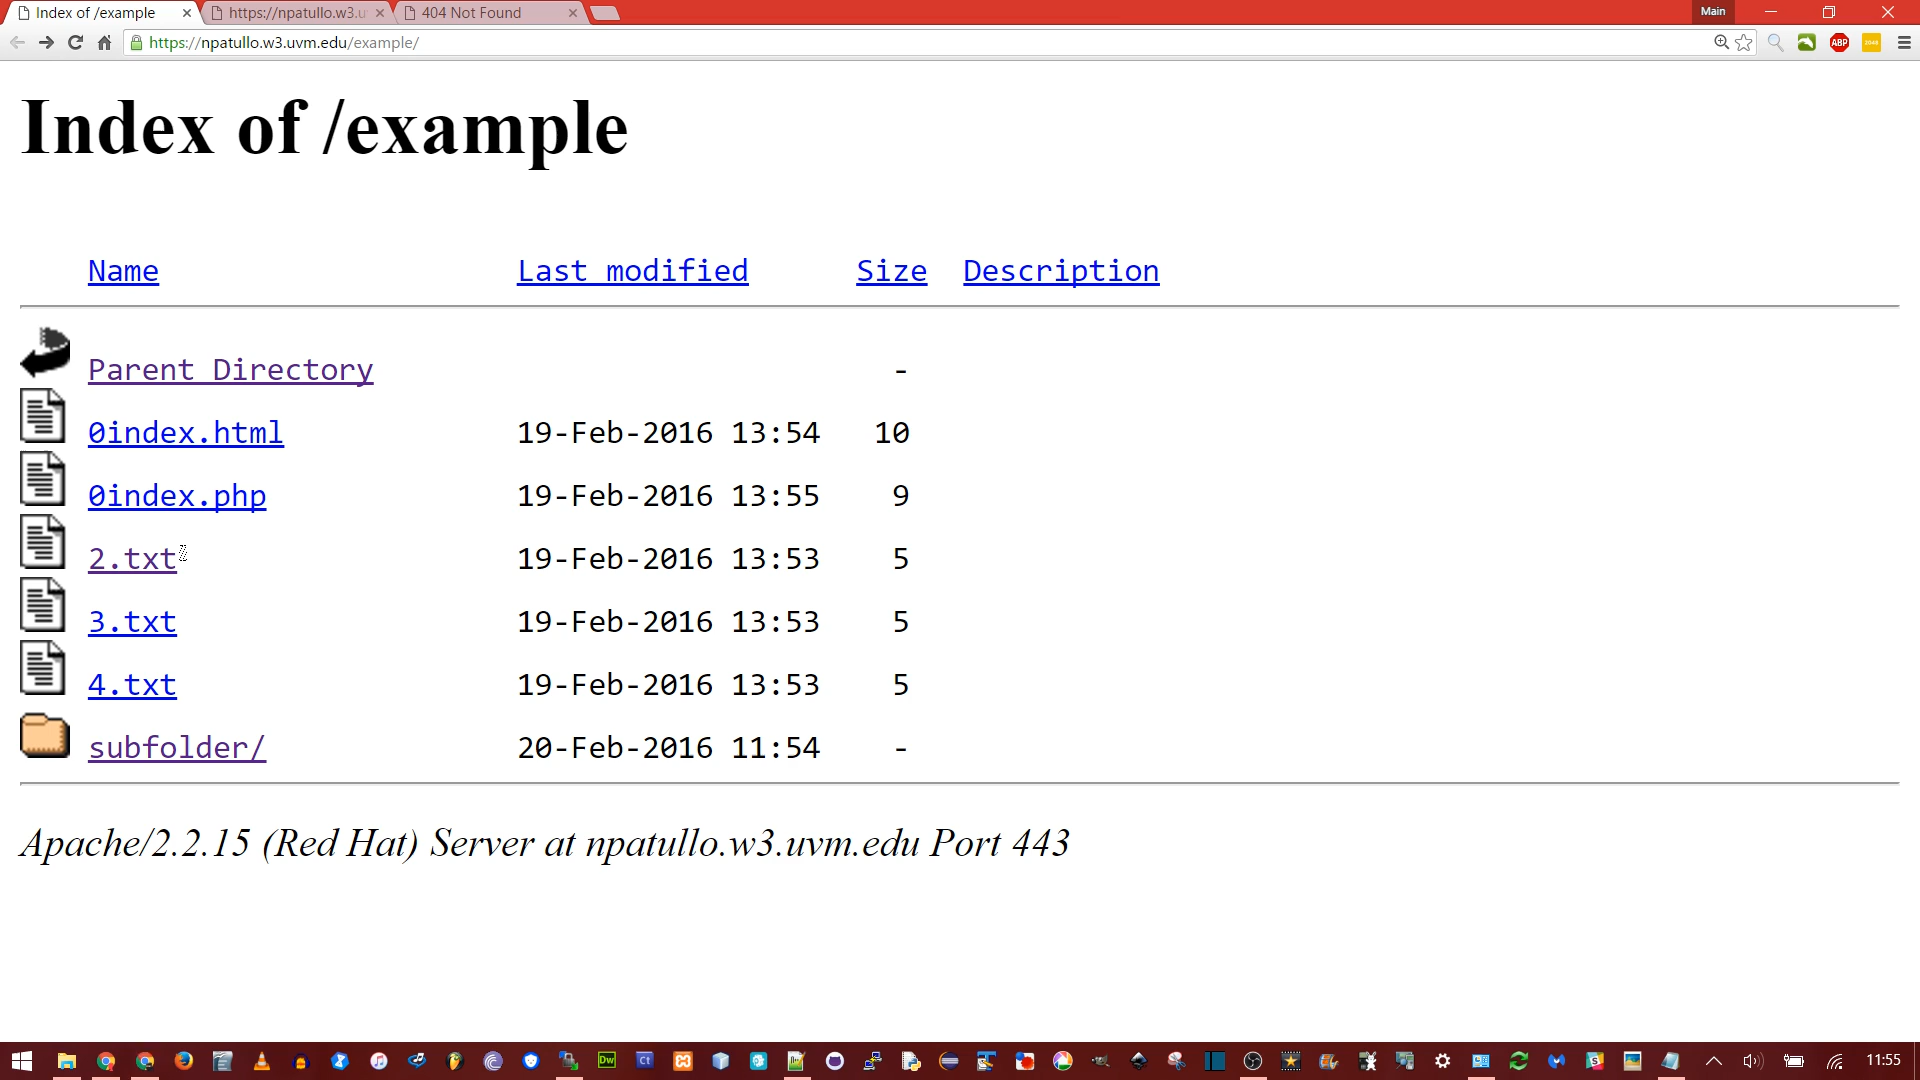 Index of /example
https://npatullo.w3.u
404 Not Found
Main
https://npatullo.w3.uvm.edu/example/
ABP
2048
Index of /example
Name Last modified Size Description
Parent Directory -
0index.html 19-Feb-2016 13:54 10
0index.php 19-Feb-2016 13:55 9
2.txt 19-Feb-2016 13:53 5
3.txt 19-Feb-2016 13:53 5
4.txt 19-Feb-2016 13:53 5
subfolder/ 20-Feb-2016 11:54 -
Apache/2.2.15 (Red Hat) Server at npatullo.w3.uvm.edu Port 443
Dw
Ct
11:55